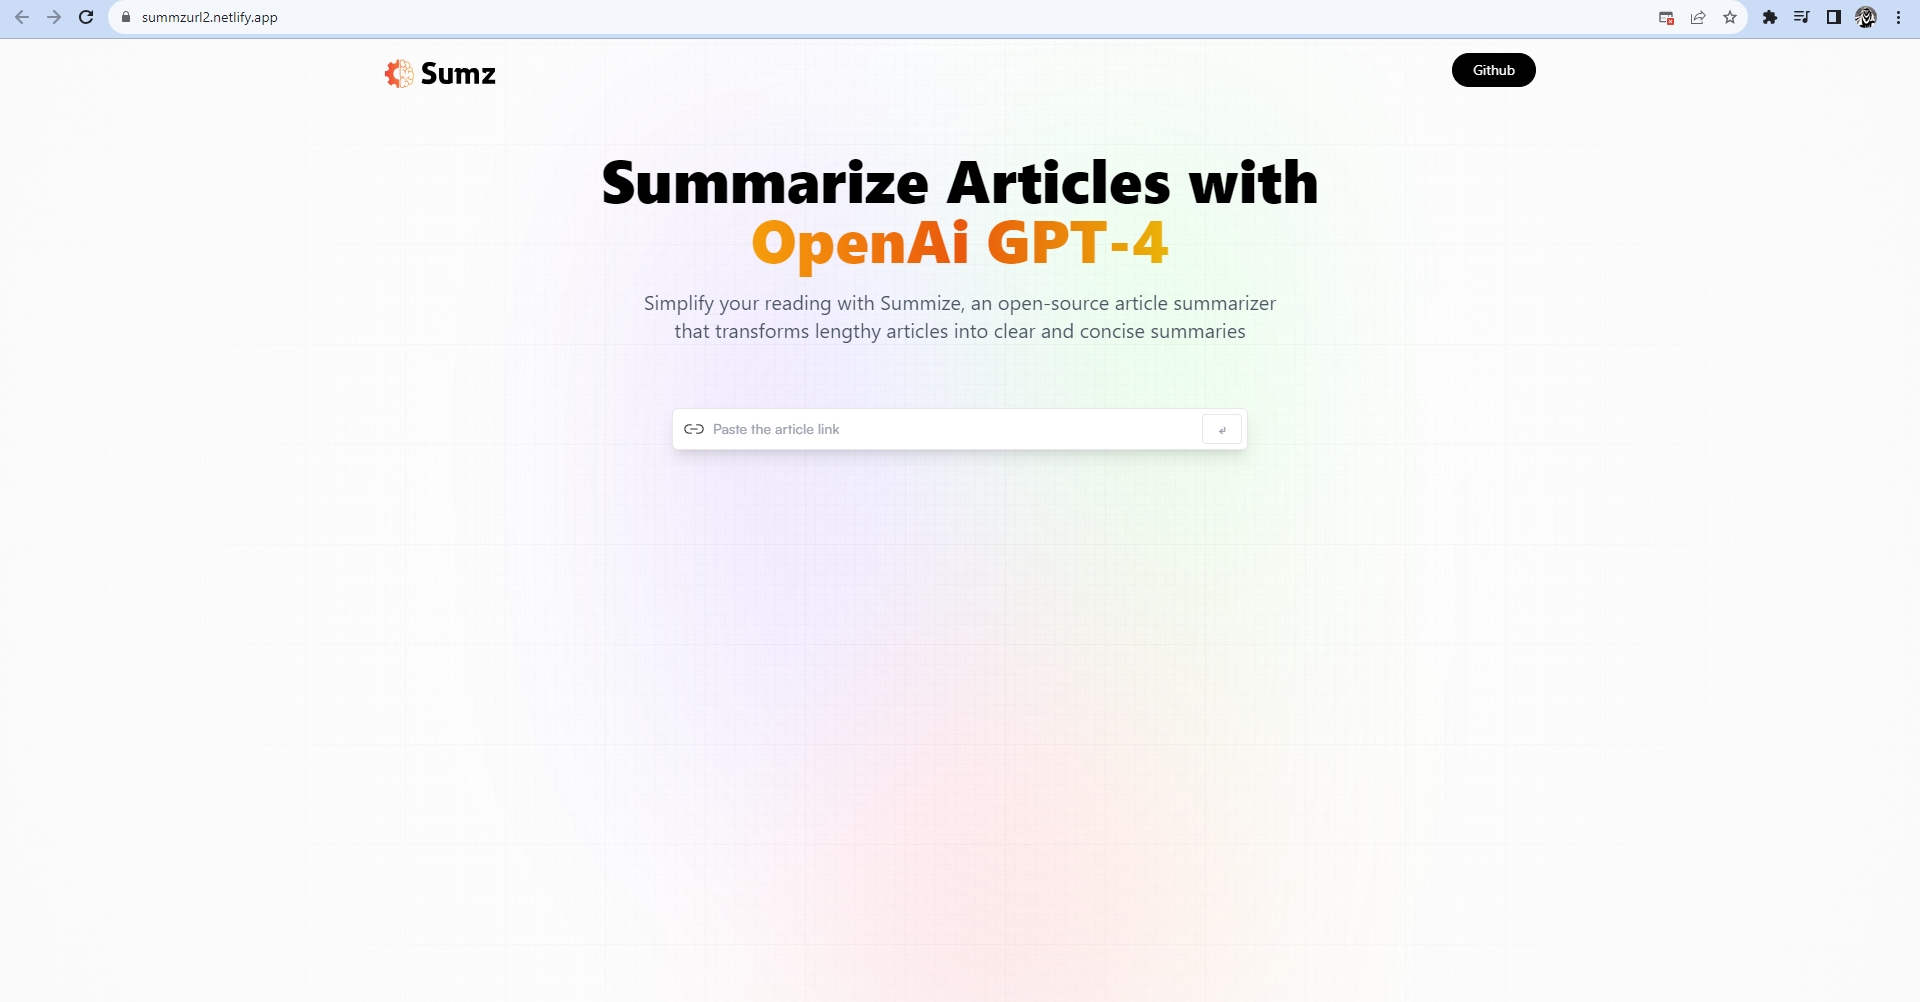 summzurl2.netlify.app
Sumz
Github
Summarize Articles with
OpenAi GPT-4
Simplify your reading with Summize, an open-source article summarizer
that transforms lengthy articles into clear and concise summaries
Paste the article link
↵